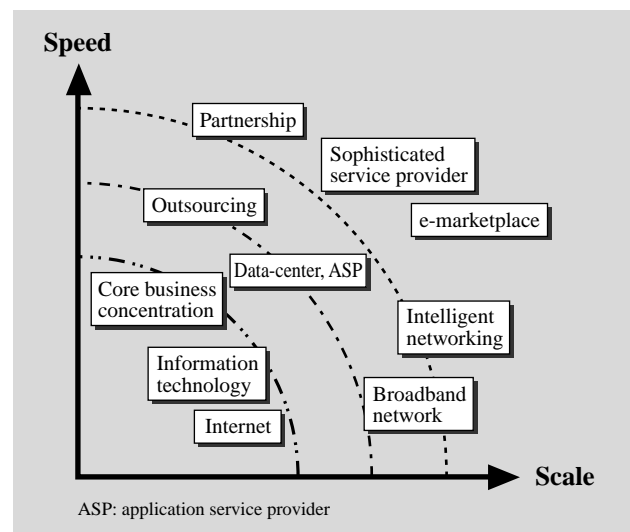 Speed
Partnership
Sophisticated
service provider
Outsourcing
e-marketplace
Data-center, ASP
Core business
concentration
Intelligent
networking
Information
technology
Broadband
network
Internet
Scale
ASP: application service provider